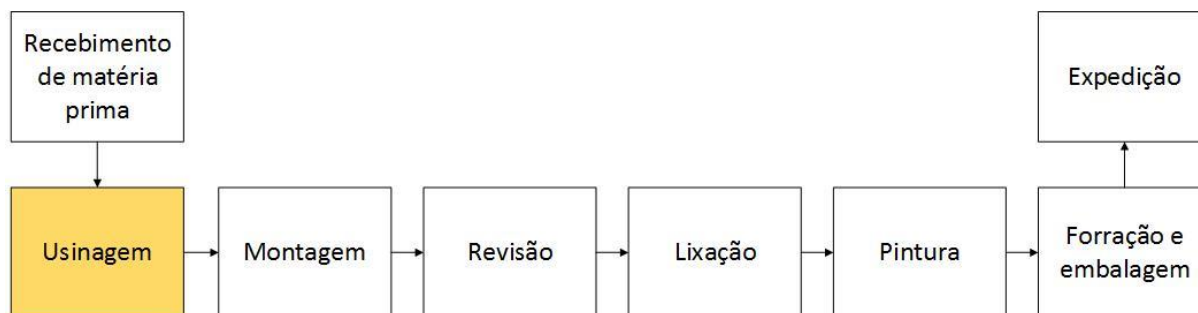 Recebimento
de matéria
prima
Expedição
Usinagem
Montagem
Revisão
Lixação
Pintura
Forração e
embalagem